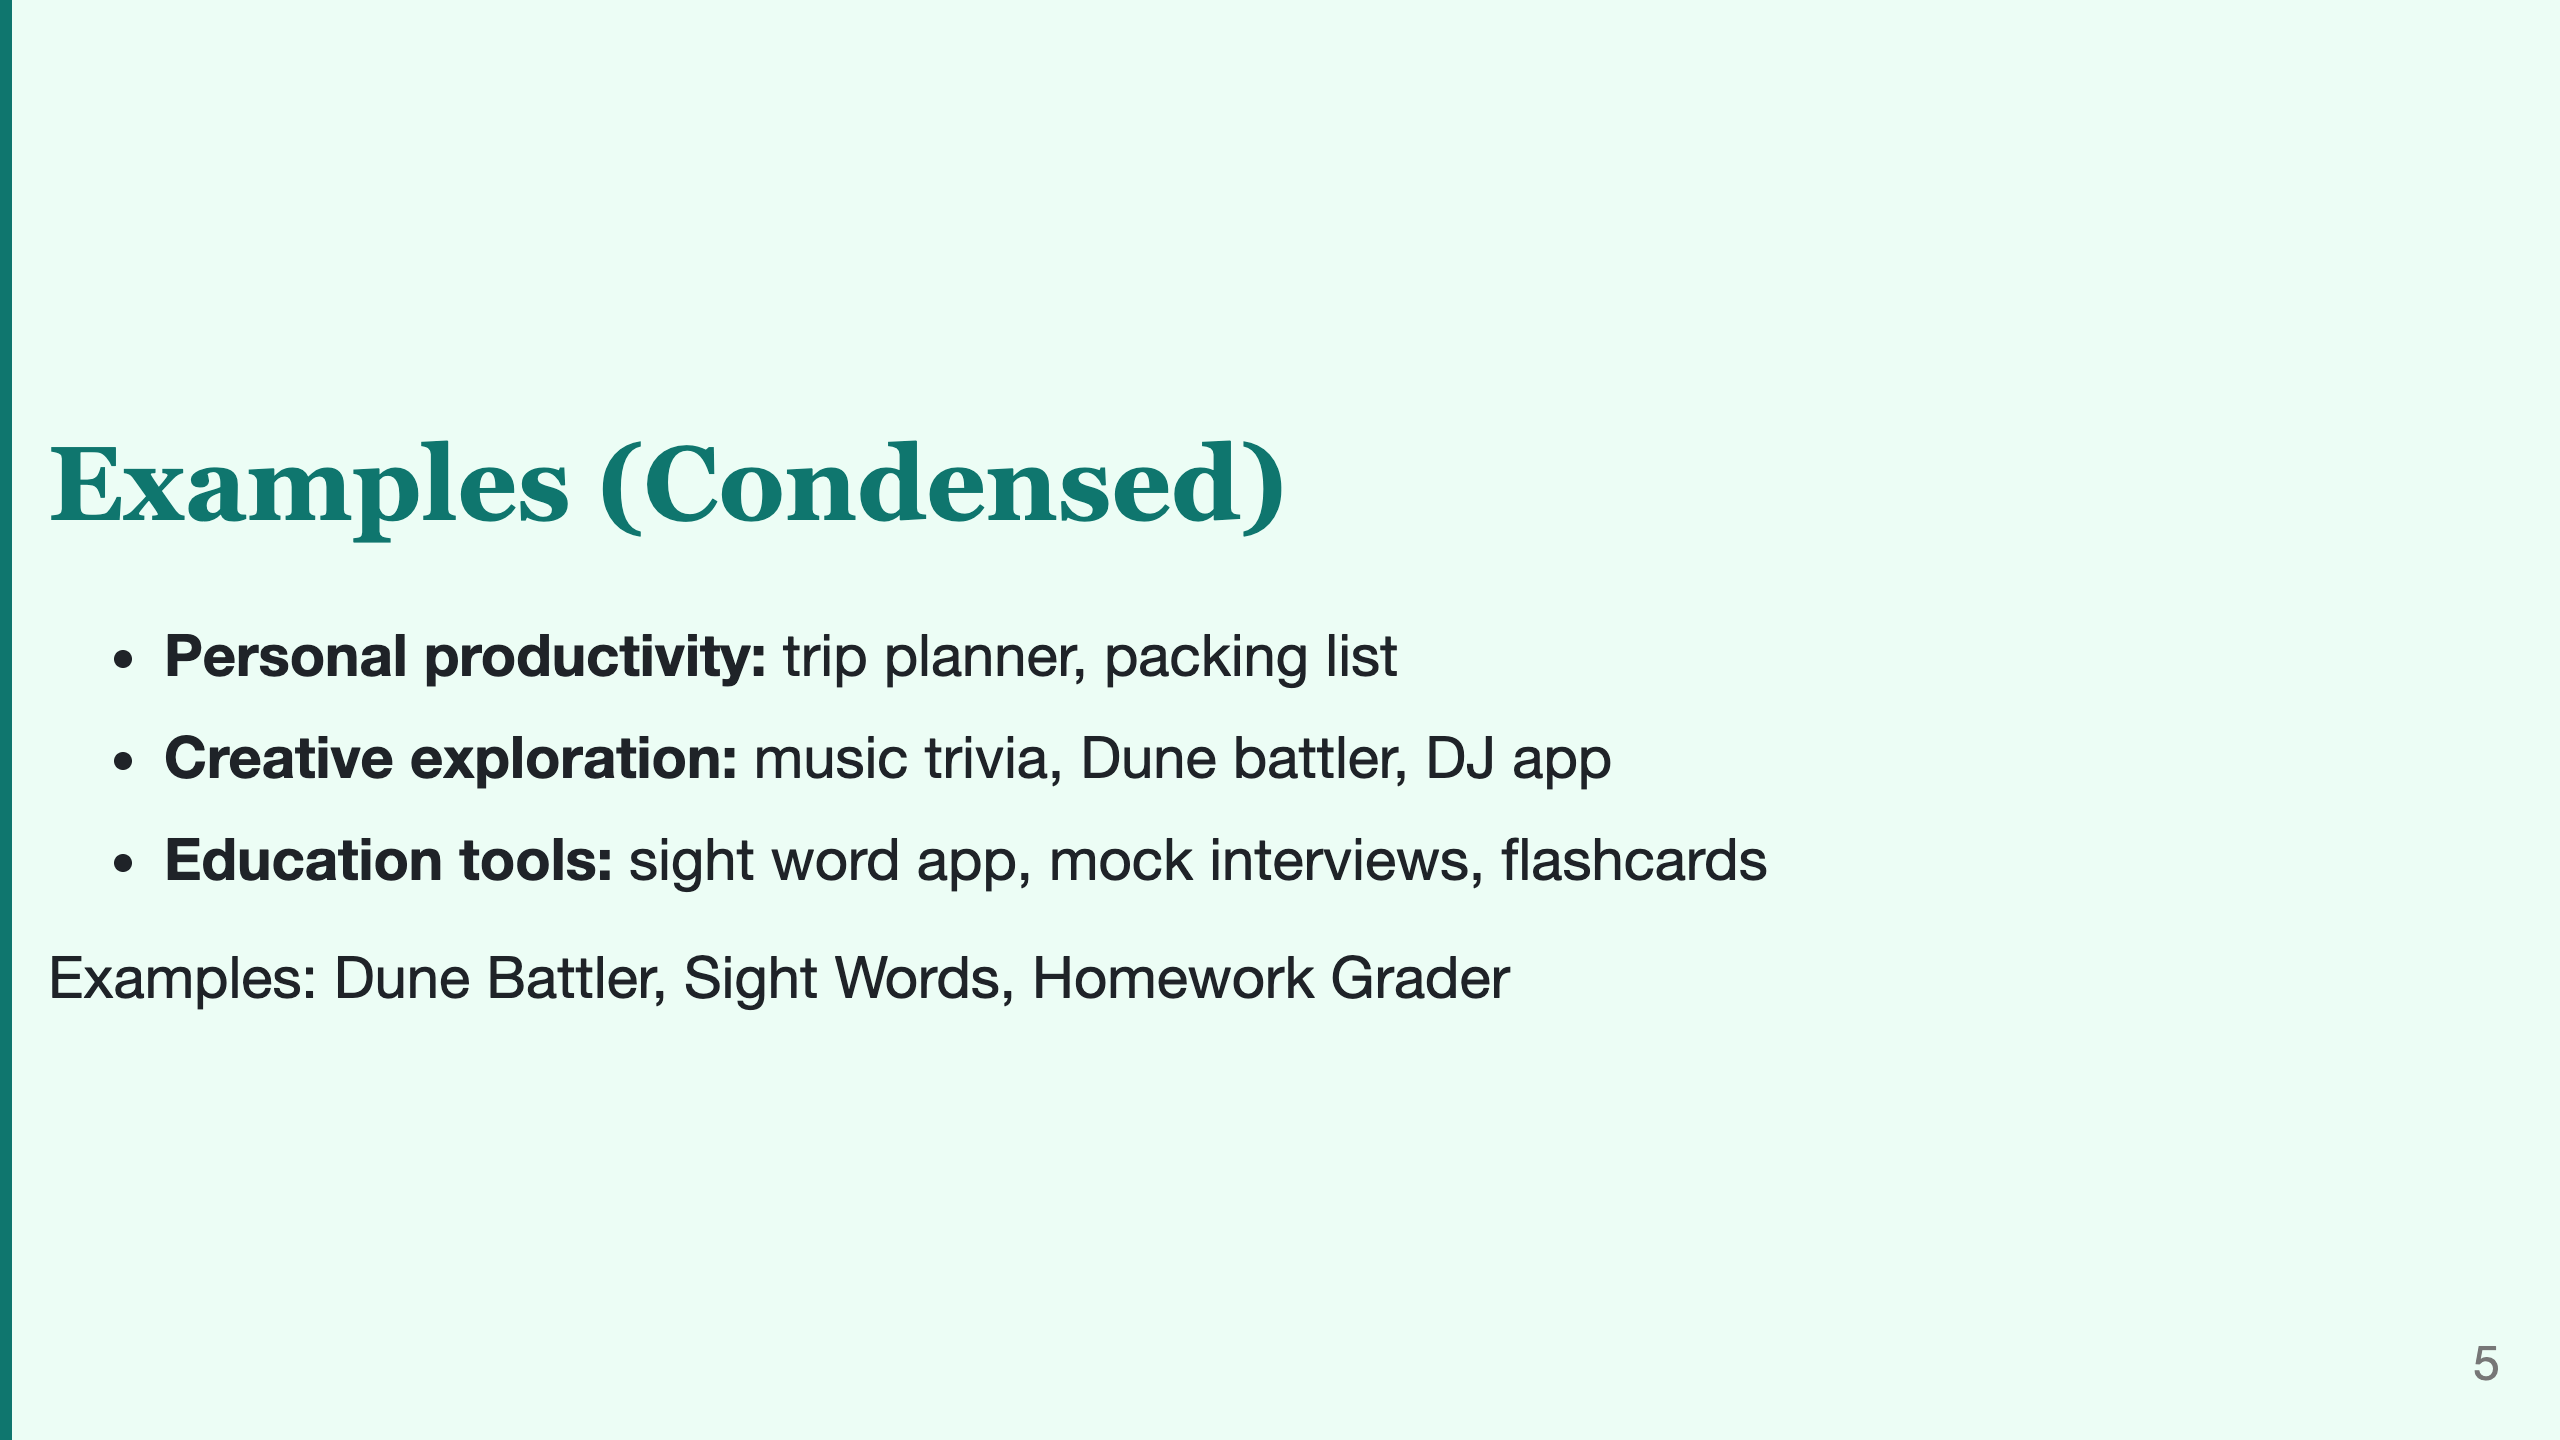 Examples (Condensed)
• Personal productivity: trip planner, packing list
• Creative exploration: music trivia, Dune battler, DJ app
• Education tools: sight word app, mock interviews, flashcards
Examples: Dune Battler, Sight Words, Homework Grader
5